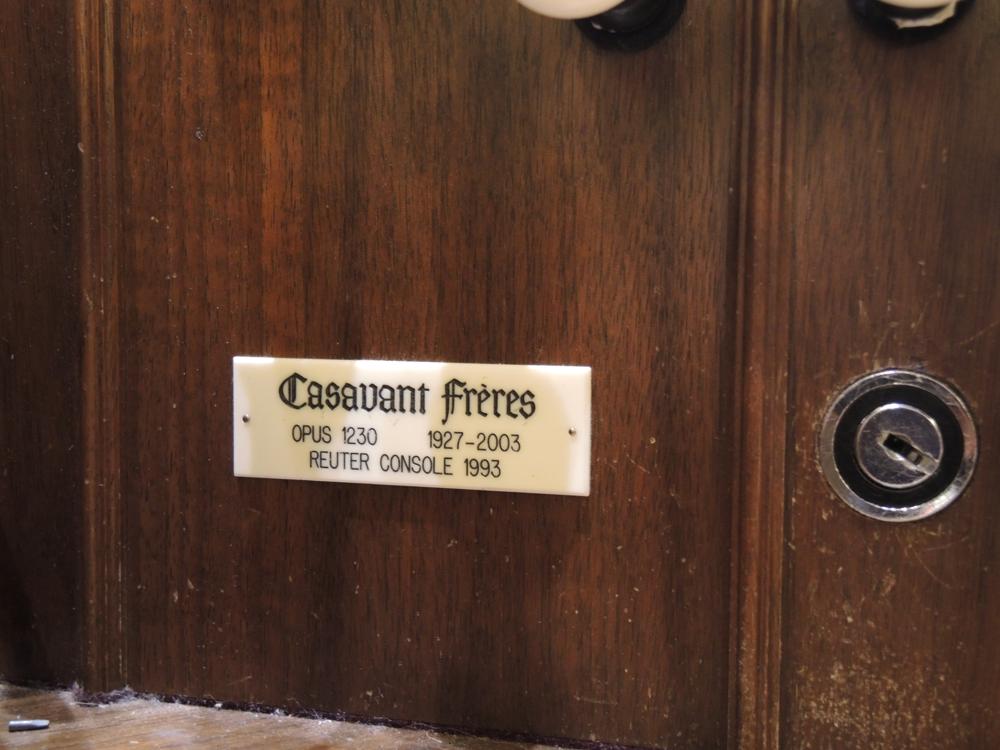 Casavant Frères
OPUS 1230 1927-2003
REUTER CONSOLE 1993